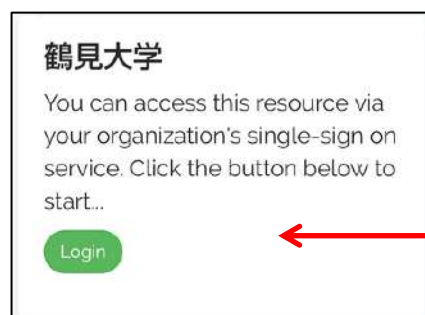 鶴見大学
You can access this resource via
your organization's single-sign on
service. Click the button below to
start...
Login